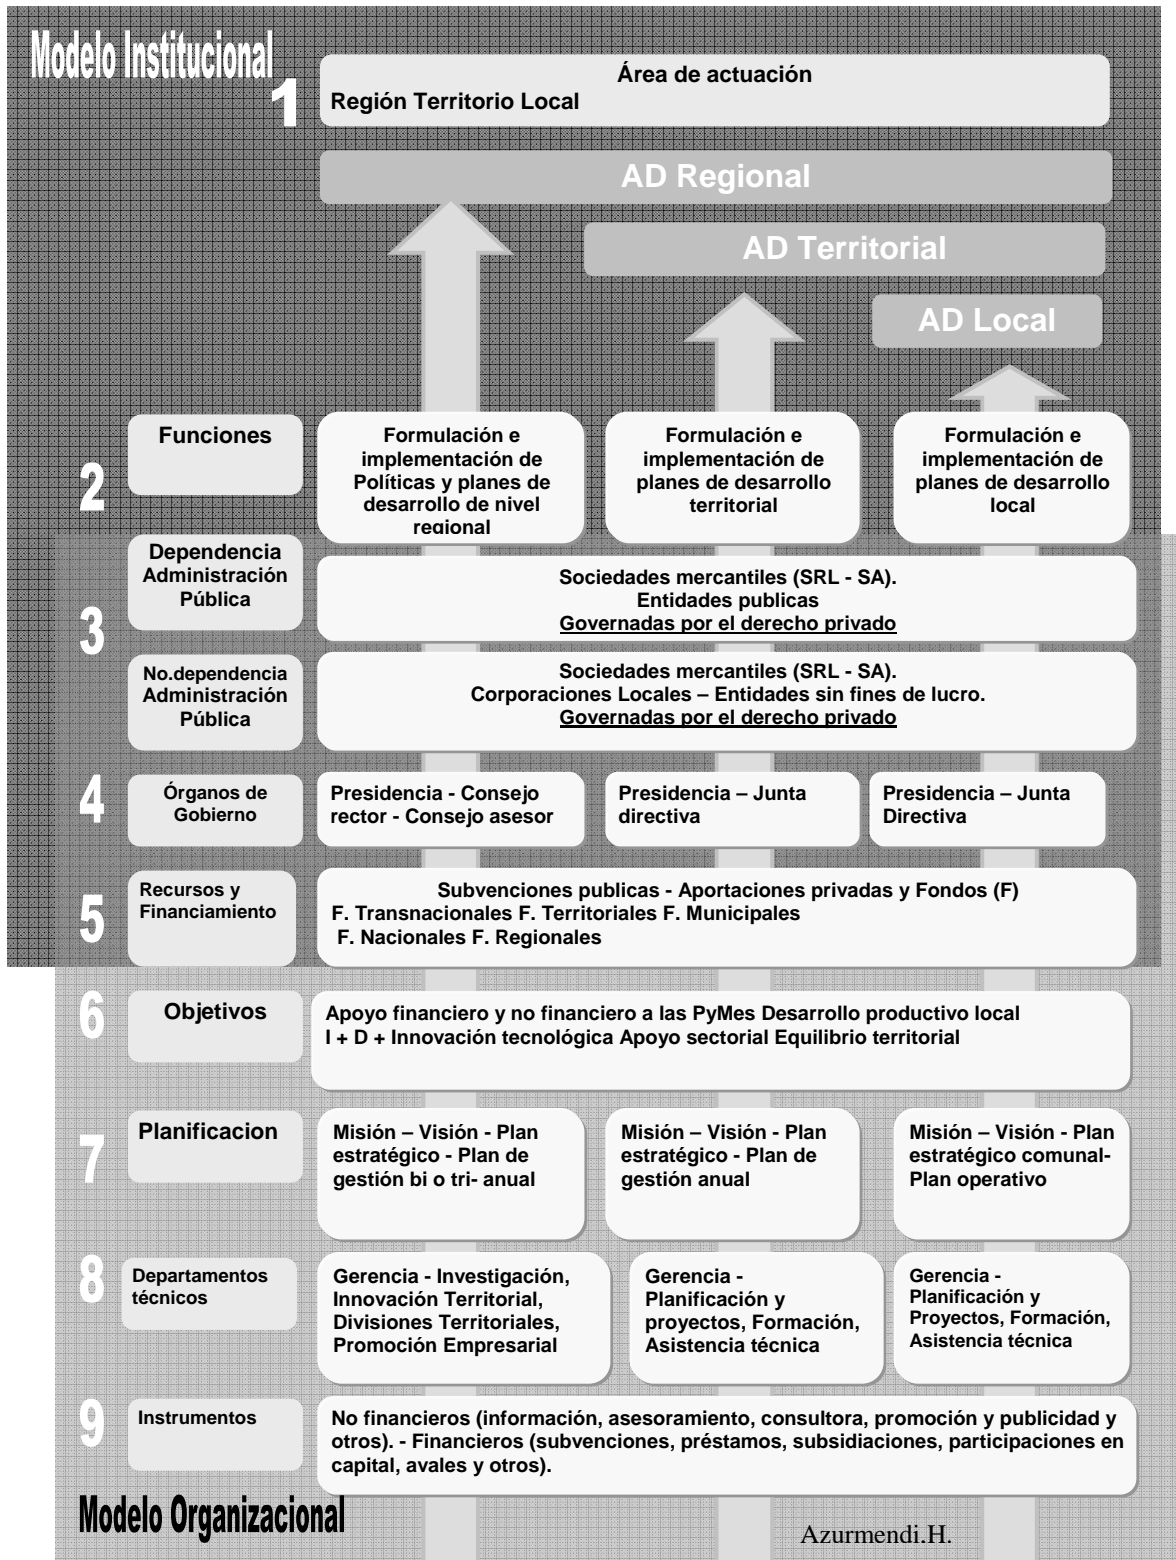 Modelo Institucional
1
Área de actuación
Región Territorio Local
AD Regional
AD Territorial
AD Local
2
Funciones
Formulación e
implementación de
Políticas y planes de
desarrollo de nivel
regional
Formulación e
implementación de
planes de desarrollo
territorial
Formulación e
implementación de
planes de desarrollo
local
3
Dependencia
Administración
Pública
Sociedades mercantiles (SRL - SA).
Entidades publicas
Governadas por el derecho privado
No.dependencia
Administración
Pública
Sociedades mercantiles (SRL - SA).
Corporaciones Locales – Entidades sin fines de lucro.
Governadas por el derecho privado
4
Órganos de
Gobierno
Presidencia - Consejo
rector - Consejo asesor
Presidencia – Junta
directiva
Presidencia – Junta
Directiva
5
Recursos y
Financiamiento
Subvenciones publicas - Aportaciones privadas y Fondos (F)
F. Transnacionales F. Territoriales F. Municipales
F. Nacionales F. Regionales
6
Objetivos
Apoyo financiero y no financiero a las PyMes Desarrollo productivo local
I + D + Innovación tecnológica Apoyo sectorial Equilibrio territorial
7
Planificacion
Misión – Visión - Plan
estratégico - Plan de
gestión bi o tri- anual
Misión – Visión - Plan
estratégico - Plan de
gestión anual
Misión – Visión - Plan
estratégico comunal-
Plan operativo
8
Departamentos
técnicos
Gerencia - Investigación,
Innovación Territorial,
Divisiones Territoriales,
Promoción Empresarial
Gerencia -
Planificación y
proyectos, Formación,
Asistencia técnica
Gerencia -
Planificación y
Proyectos, Formación,
Asistencia técnica
9
Instrumentos
No financieros (información, asesoramiento, consultora, promoción y publicidad y
otros). - Financieros (subvenciones, préstamos, subsidiaciones, participaciones en
capital, avales y otros).
Modelo Organizacional
Azurmendi.H.